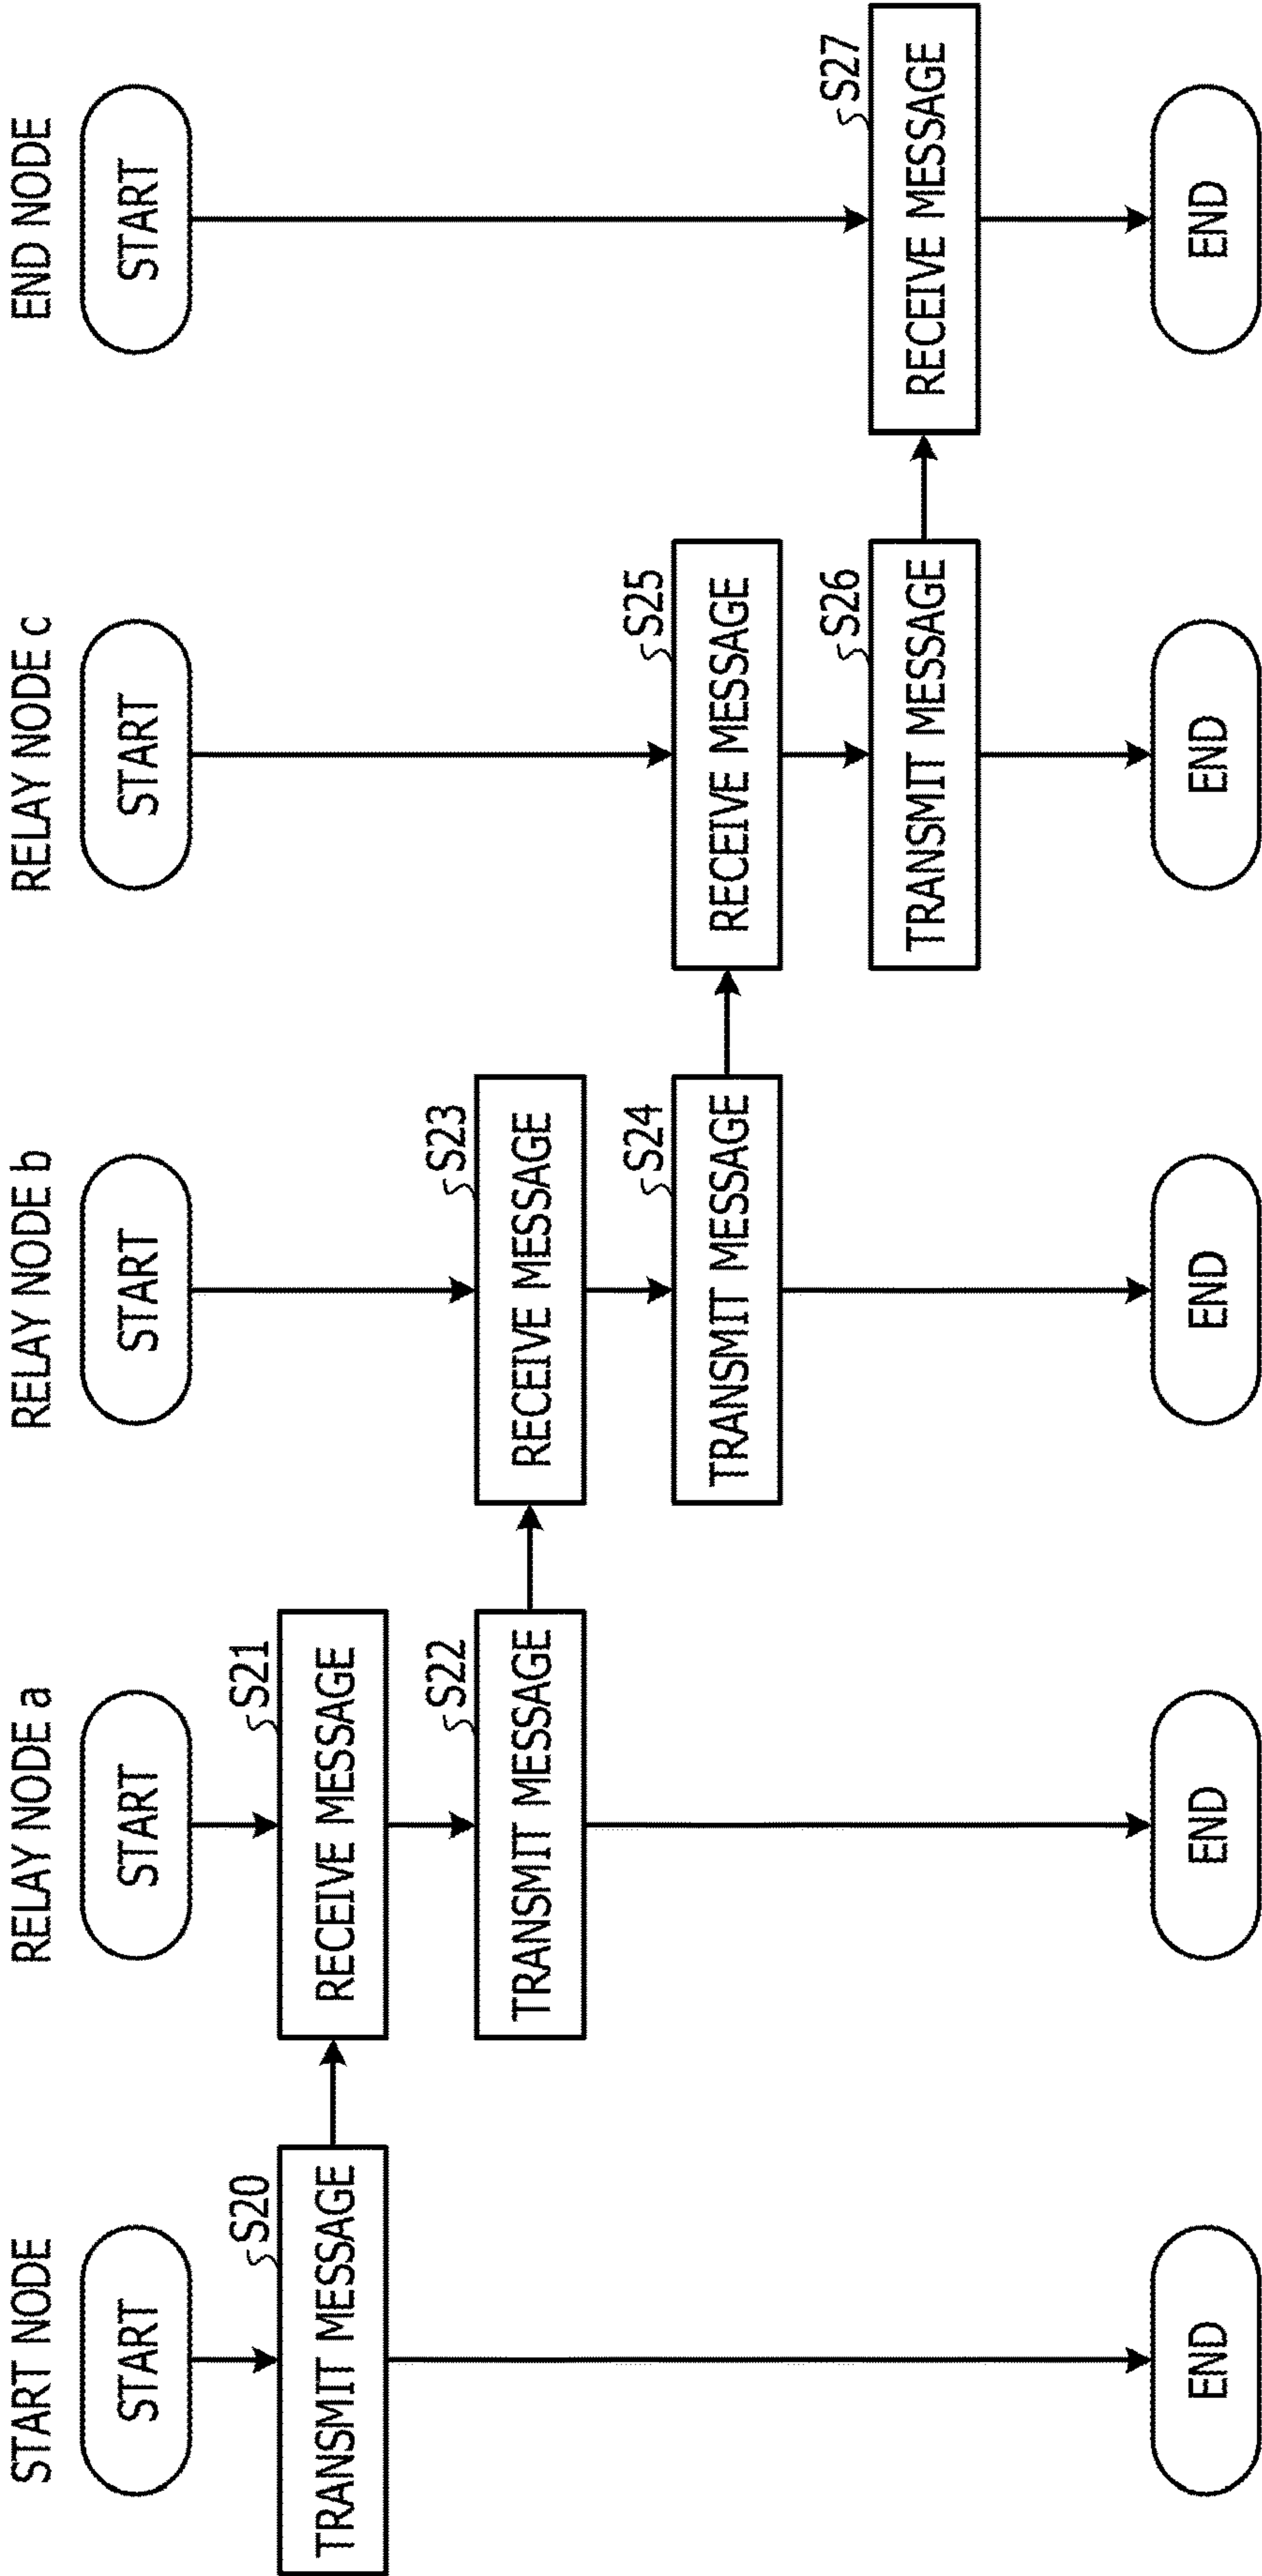 START NODE
RELAY NODE a
RELAY NODE b
RELAY NODE c
END NODE
START
START
START
START
START
S20
S21
TRANSMIT MESSAGE
RECEIVE MESSAGE
S22
S23
TRANSMIT MESSAGE
RECEIVE MESSAGE
S24
S25
TRANSMIT MESSAGE
RECEIVE MESSAGE
S26
S27
TRANSMIT MESSAGE
RECEIVE MESSAGE
END
END
END
END
END